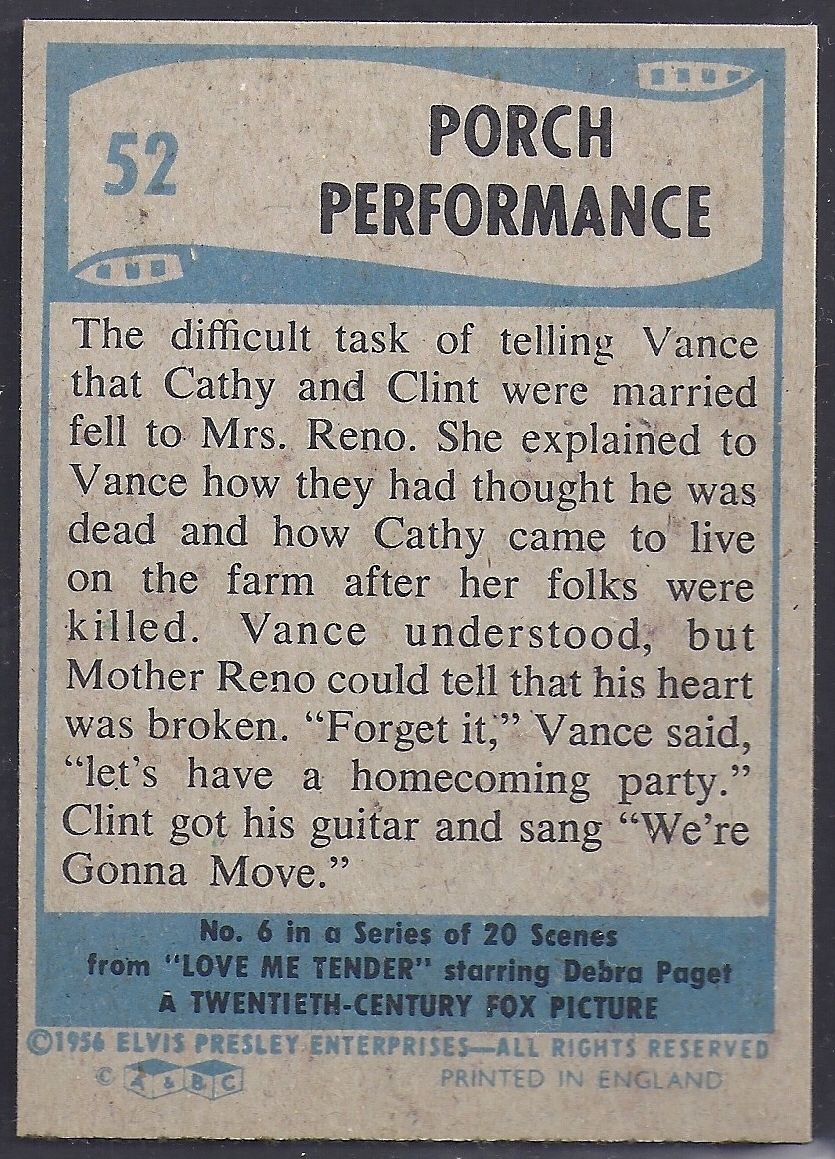 52
PORCH
PERFORMANCE
The difficult task of telling Vance
that Cathy and Clint were married
fell to Mrs. Reno. She explained to
Vance how they had thought he was
dead and how Cathy came to live
on the farm after her folks were
killed. Vance understood, but
Mother Reno could tell that his heart
was broken. “Forget it,” Vance said,
“let's have a homecoming party.”
Clint got his guitar and sang “We're
Gonna Move.”
No. 6 in a Series of 20 Scenes
from "LOVE ME TENDER" starring Debra Paget
A TWENTIETH-CENTURY FOX PICTURE
©1956 ELVIS PRESLEY ENTERPRISES—ALL RIGHTS RESERVED
© A & B C PRINTED IN ENGLAND